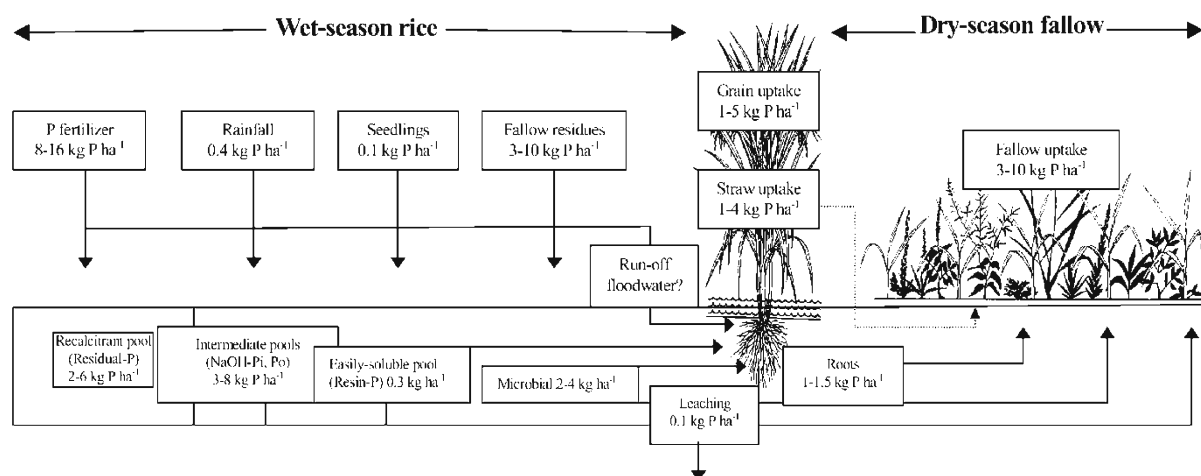 Wet-season rice
Dry-season fallow
P fertilizer
8-16 kg P ha⁻¹
Rainfall
0.4 kg P ha⁻¹
Seedlings
0.1 kg P ha⁻¹
Fallow residues
3-10 kg P ha⁻¹
Grain uptake
1-5 kg P ha⁻¹
Straw uptake
1-4 kg P ha⁻¹
Fallow uptake
3-10 kg P ha⁻¹
Run-off
floodwater?
Recalcitrant pool
(Residual-P)
2-6 kg P ha⁻¹
Intermediate pools
(NaOH-Pi, Po)
3-8 kg P ha⁻¹
Easily-soluble pool
(Resin-P) 0.3 kg ha⁻¹
Microbial 2-4 kg ha⁻¹
Leaching
0.1 kg P ha⁻¹
Roots
1-1.5 kg P ha⁻¹